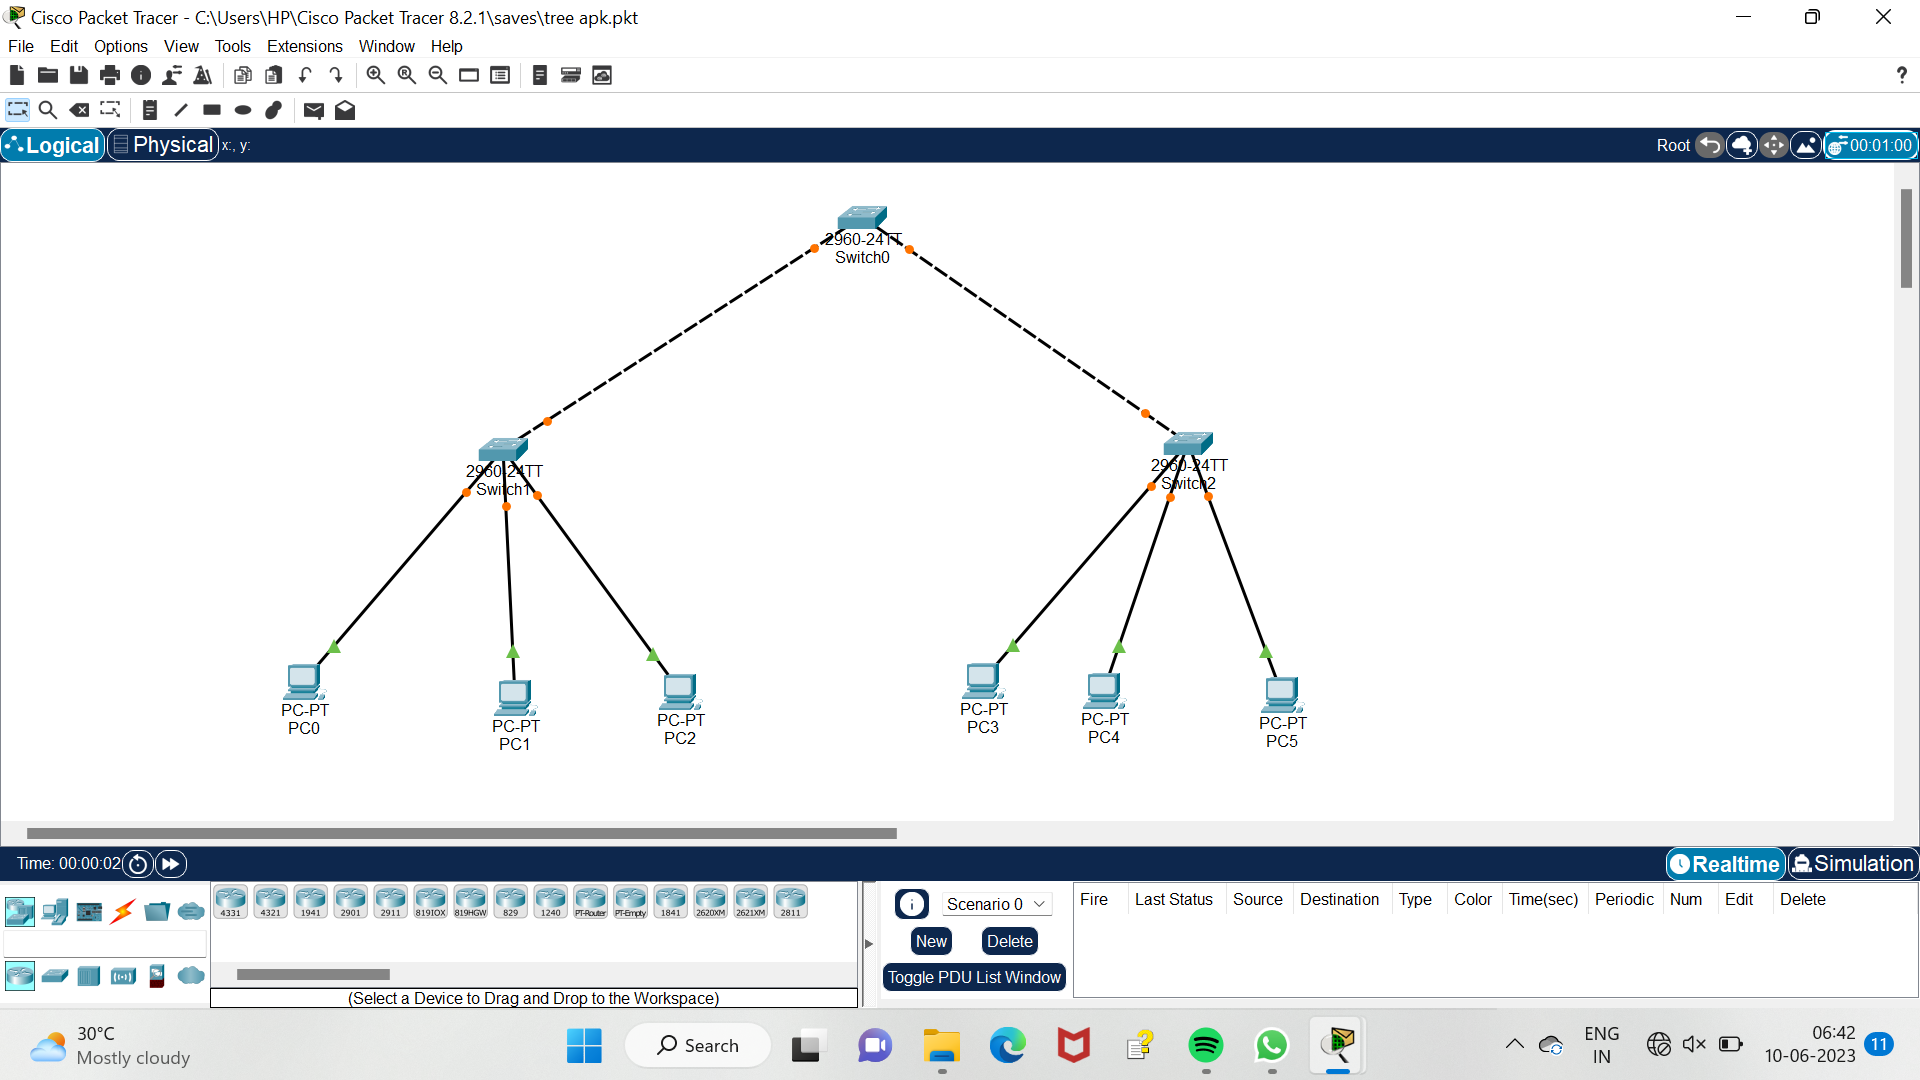 Cisco Packet Tracer - C:\Users\HP\Cisco Packet Tracer 8.2.1\saves\tree apk.pkt
File Edit Options View Tools Extensions Window Help
?
Logical Physical x:, y: Root 00:01:00
2960-24TT
Switch0
2960-24TT
Switch1
2960-24TT
Switch2
PC-PT
PC0
PC-PT
PC1
PC-PT
PC2
PC-PT
PC3
PC-PT
PC4
PC-PT
PC5
Time: 00:00:02 Realtime Simulation
4331 4321 1941 2901 2911 819IOX 819HGW 829 1240 PT-Router PT-Empty 1841 2620XM 2621XM 2811
(Select a Device to Drag and Drop to the Workspace)
Scenario 0
New Delete
Toggle PDU List Window
Fire Last Status Source Destination Type Color Time(sec) Periodic Num Edit Delete
30°C
Mostly cloudy
Search
ENG
IN
06:42
10-06-2023
11